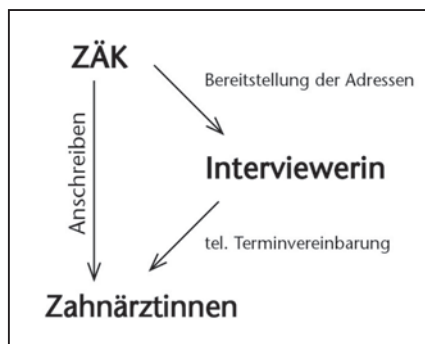 ZÄK
Bereitstellung der Adressen
Anschreiben
Interviewerin
tel. Terminvereinbarung
Zahnärztinnen